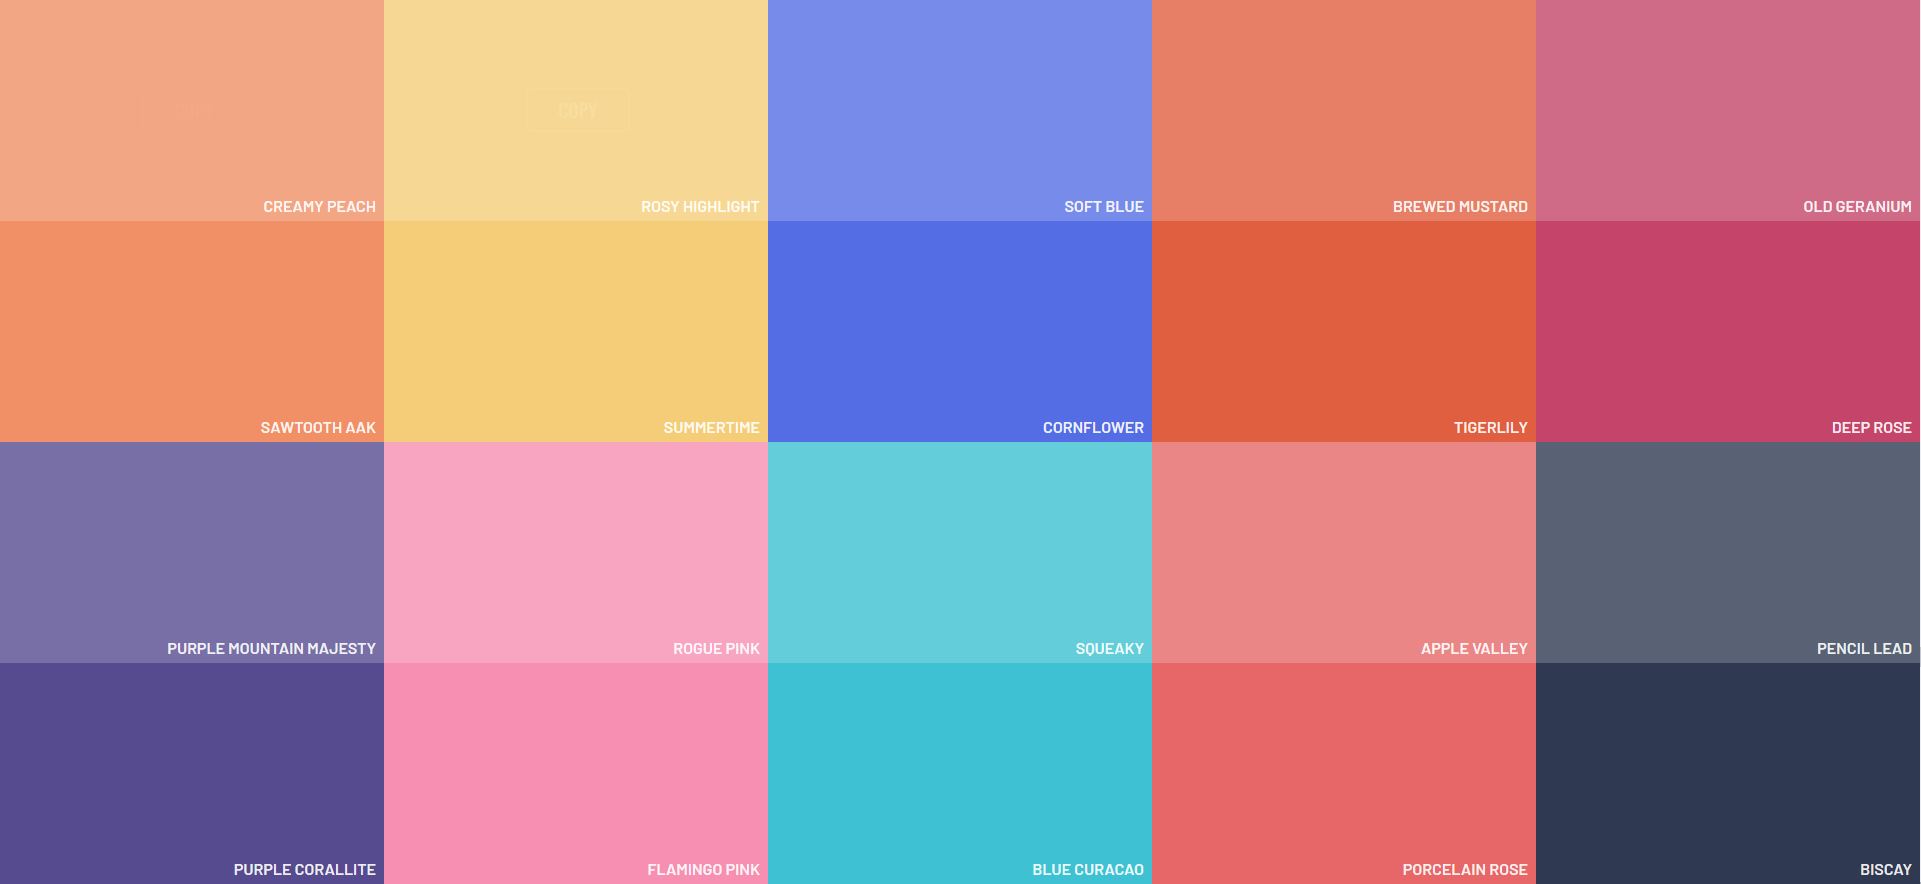 COPY
CREAMY PEACH
ROSY HIGHLIGHT
SOFT BLUE
BREWED MUSTARD
OLD GERANIUM
SAWTOOTH AAK
SUMMERTIME
CORNFLOWER
TIGERLILY
DEEP ROSE
PURPLE MOUNTAIN MAJESTY
ROGUE PINK
SQUEAKY
APPLE VALLEY
PENCIL LEAD
PURPLE CORALLITE
FLAMINGO PINK
BLUE CURACAO
PORCELAIN ROSE
BISCAY